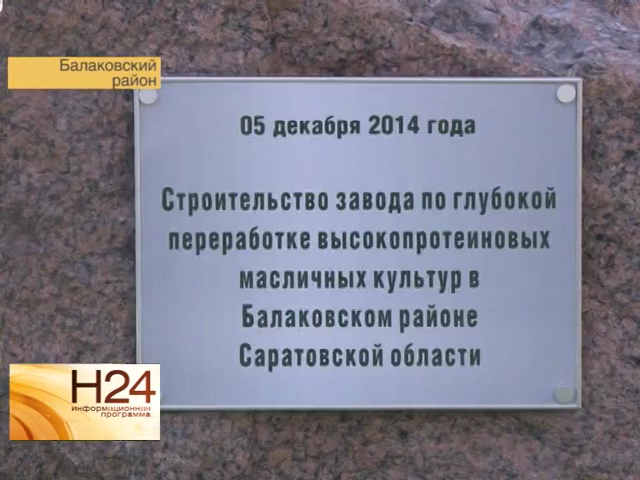 Балаковский
район
05 декабря 2014 года
Строительство завода по глубокой
переработке высокопротеиновых
масличных культур в
Балаковском районе
Саратовской области
Н24
информационная
программа